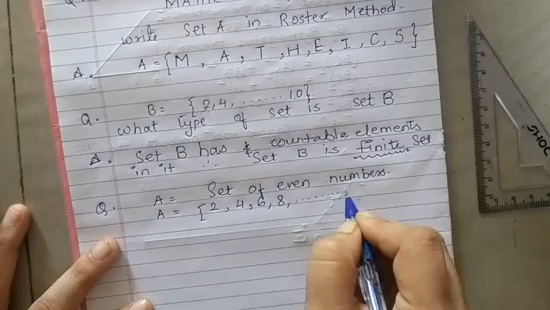 write Set A in Roster Method.
A. A = {M, A, T, H, E, I, C, S}
Q. B = {2,4, ........ 10}
what type of set is set B
A. Set B has countable elements
in it ∴ Set B is finite set
Q. A = Set of even numbers.
A = {2, 4, 6, 8, ........